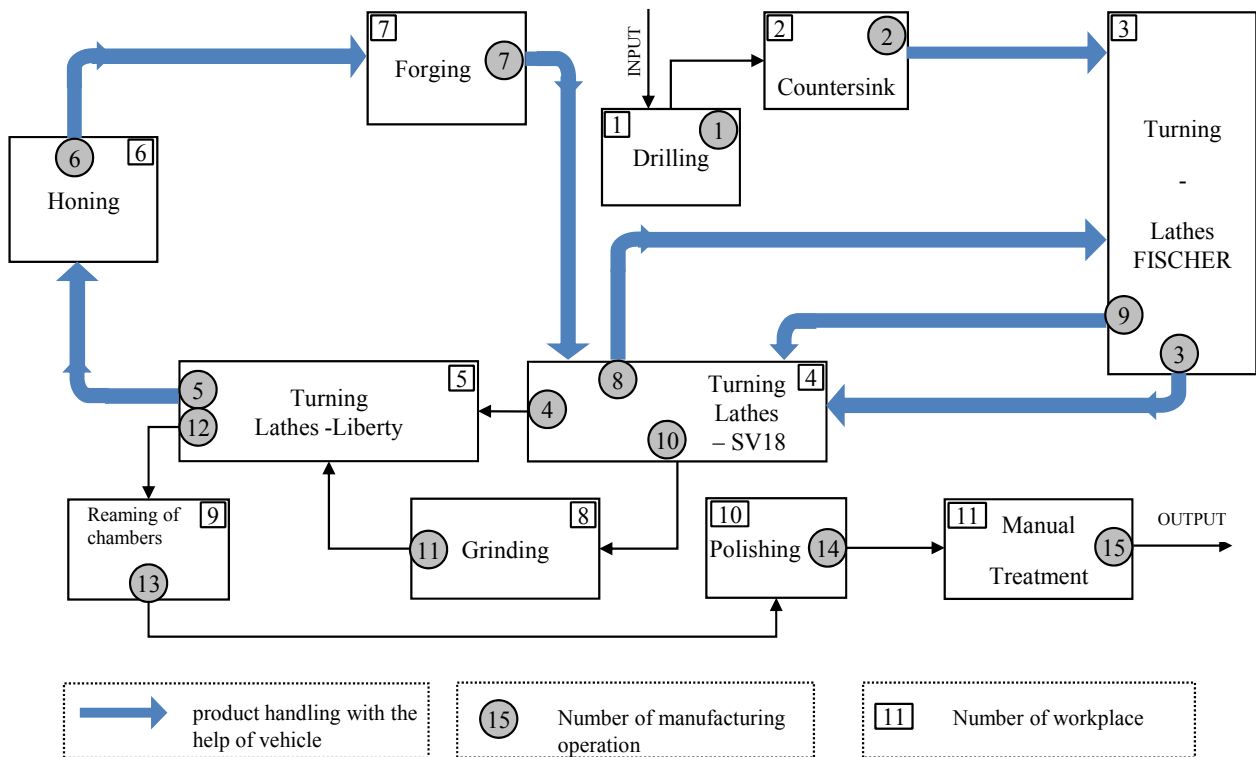 7
Forging
7
INPUT
2
2
Countersink
3
Turning
-
Lathes
FISCHER
9
3
1
1
Drilling
6
6
Honing
5
5
12
Turning
Lathes -Liberty
8
4
4
10
Turning
Lathes
– SV18
Reaming of
chambers
9
13
8
11
Grinding
10
Polishing
14
11
Manual
Treatment
15
OUTPUT
product handling with the
help of vehicle
15
Number of manufacturing
operation
11
Number of workplace